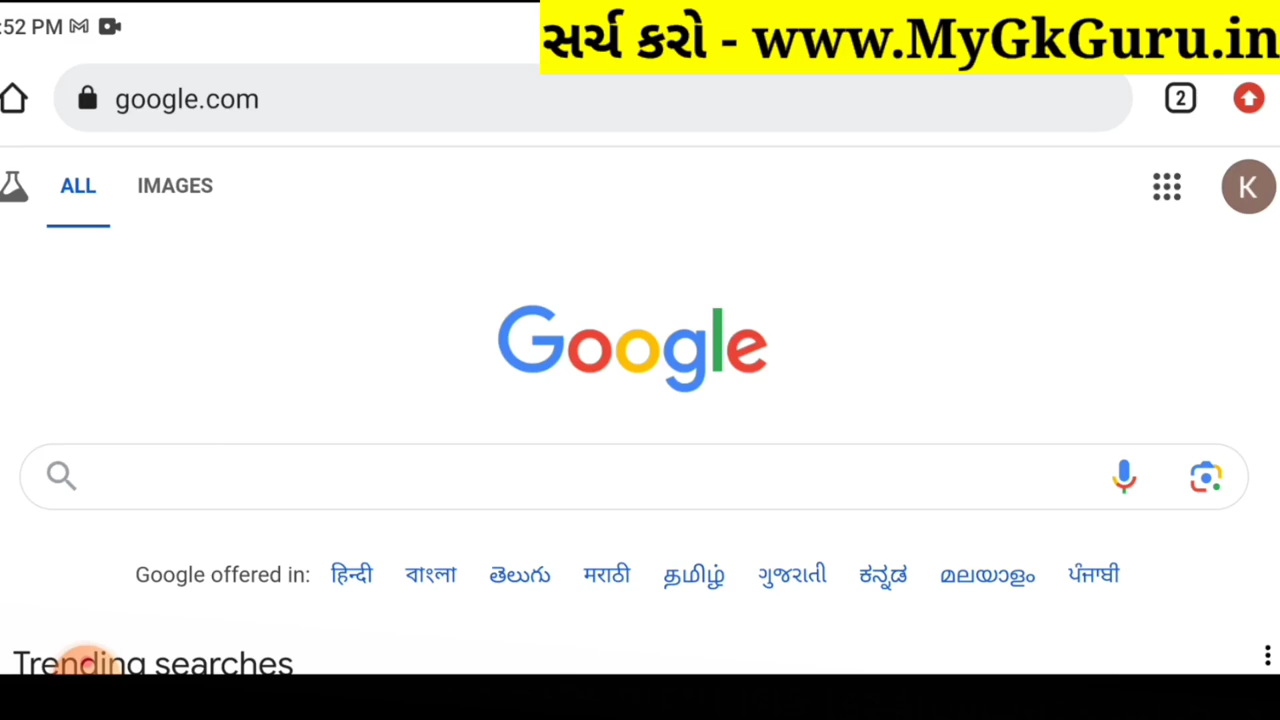 :52 PM
સર્ચ કરો - www.MyGkGuru.in
google.com
2
ALL IMAGES
K
Google
Google offered in: हिन्दी বাংলা తెలుగు मराठी தமிழ் ગુજરાતી ಕನ್ನಡ മലയാളം ਪੰਜਾਬੀ
Trending searches